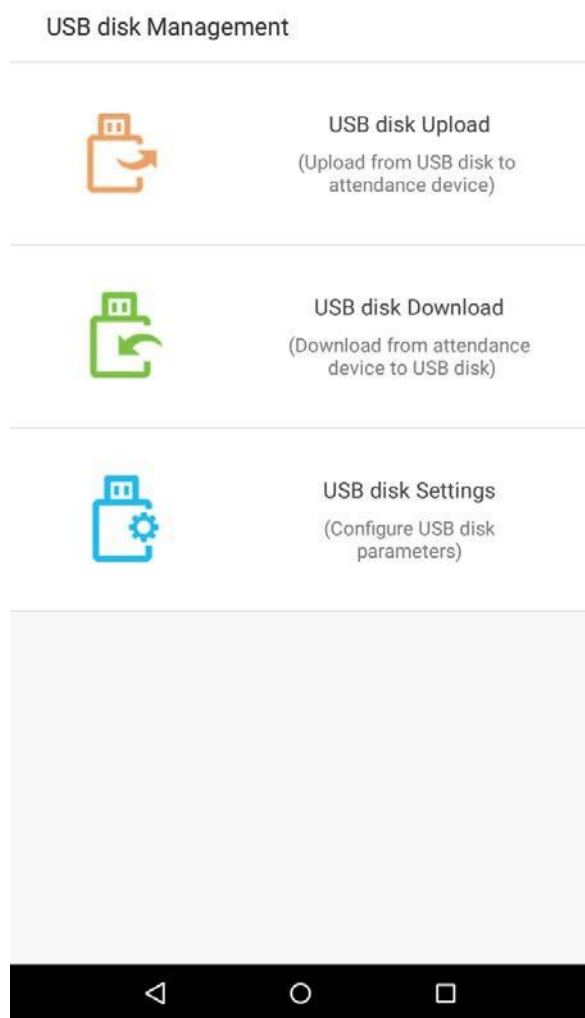 USB disk Management
USB disk Upload
(Upload from USB disk to
attendance device)
USB disk Download
(Download from attendance
device to USB disk)
USB disk Settings
(Configure USB disk
parameters)